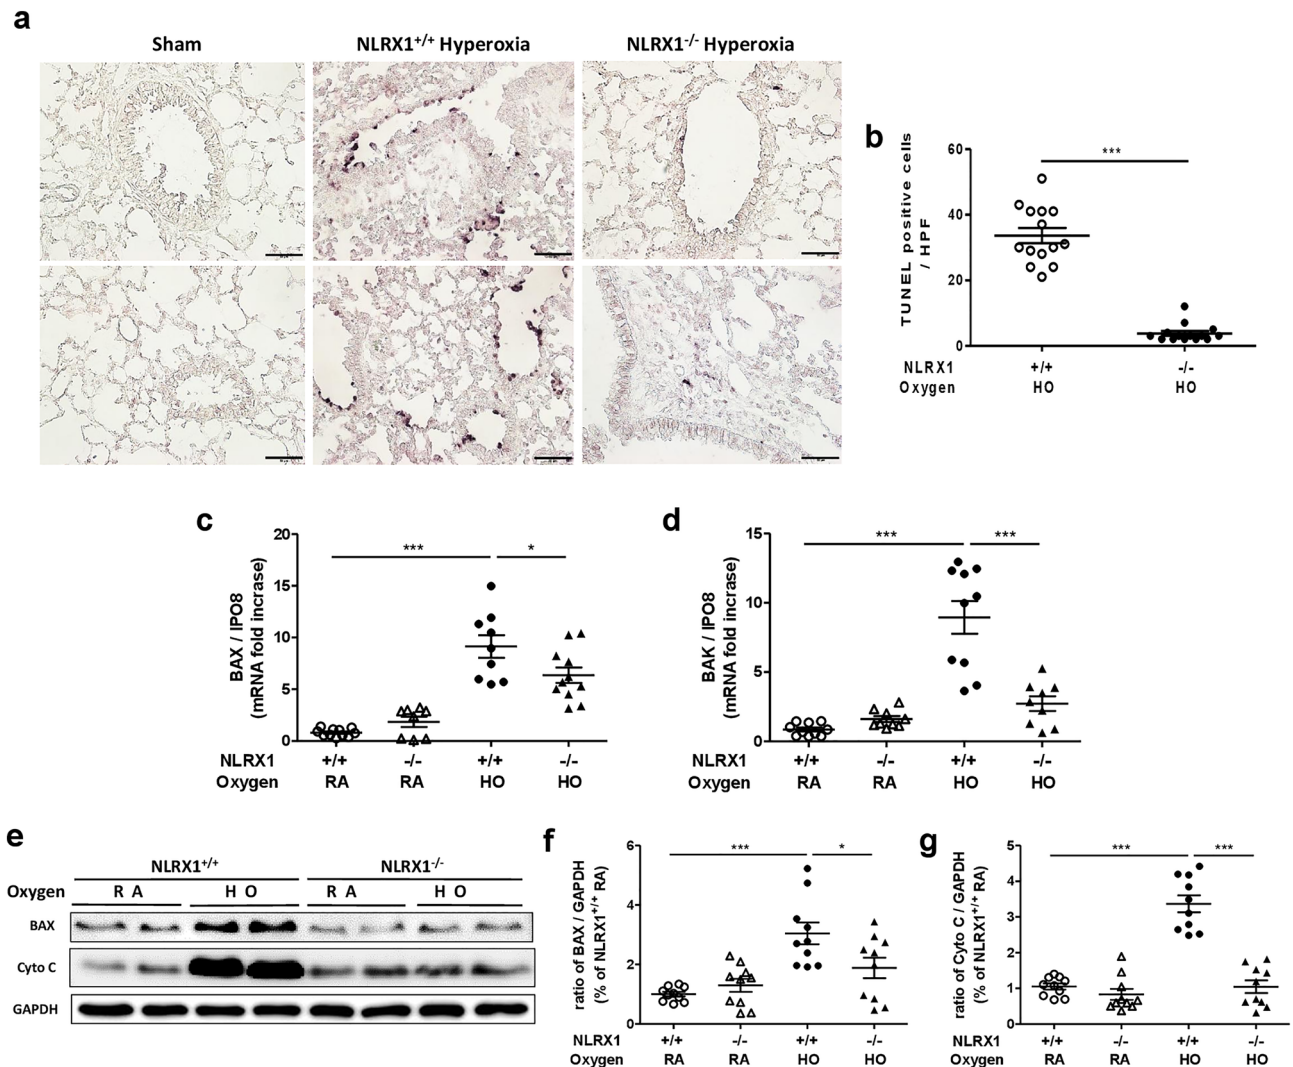 a
Sham
NLRX1+/+ Hyperoxia
NLRX1-/- Hyperoxia
b
TUNEL positive cells
/ HPF
60
40
20
0
***
NLRX1 +/+ -/-
Oxygen HO HO
c
BAX / IPO8
(mRNA fold incrase)
20
15
10
5
0
*** *
NLRX1 +/+ -/- +/+ -/-
Oxygen RA RA HO HO
d
BAK / IPO8
(mRNA fold incrase)
15
10
5
0
*** ***
NLRX1 +/+ -/- +/+ -/-
Oxygen RA RA HO HO
e
NLRX1+/+ NLRX1-/-
Oxygen R A H O R A H O
BAX
Cyto C
GAPDH
f
ratio of BAX / GAPDH
(% of NLRX1+/+ RA)
6
4
2
0
*** *
NLRX1 +/+ -/- +/+ -/-
Oxygen RA RA HO HO
g
ratio of Cyto C / GAPDH
(% of NLRX1+/+ RA)
5
4
3
2
1
0
*** ***
NLRX1 +/+ -/- +/+ -/-
Oxygen RA RA HO HO